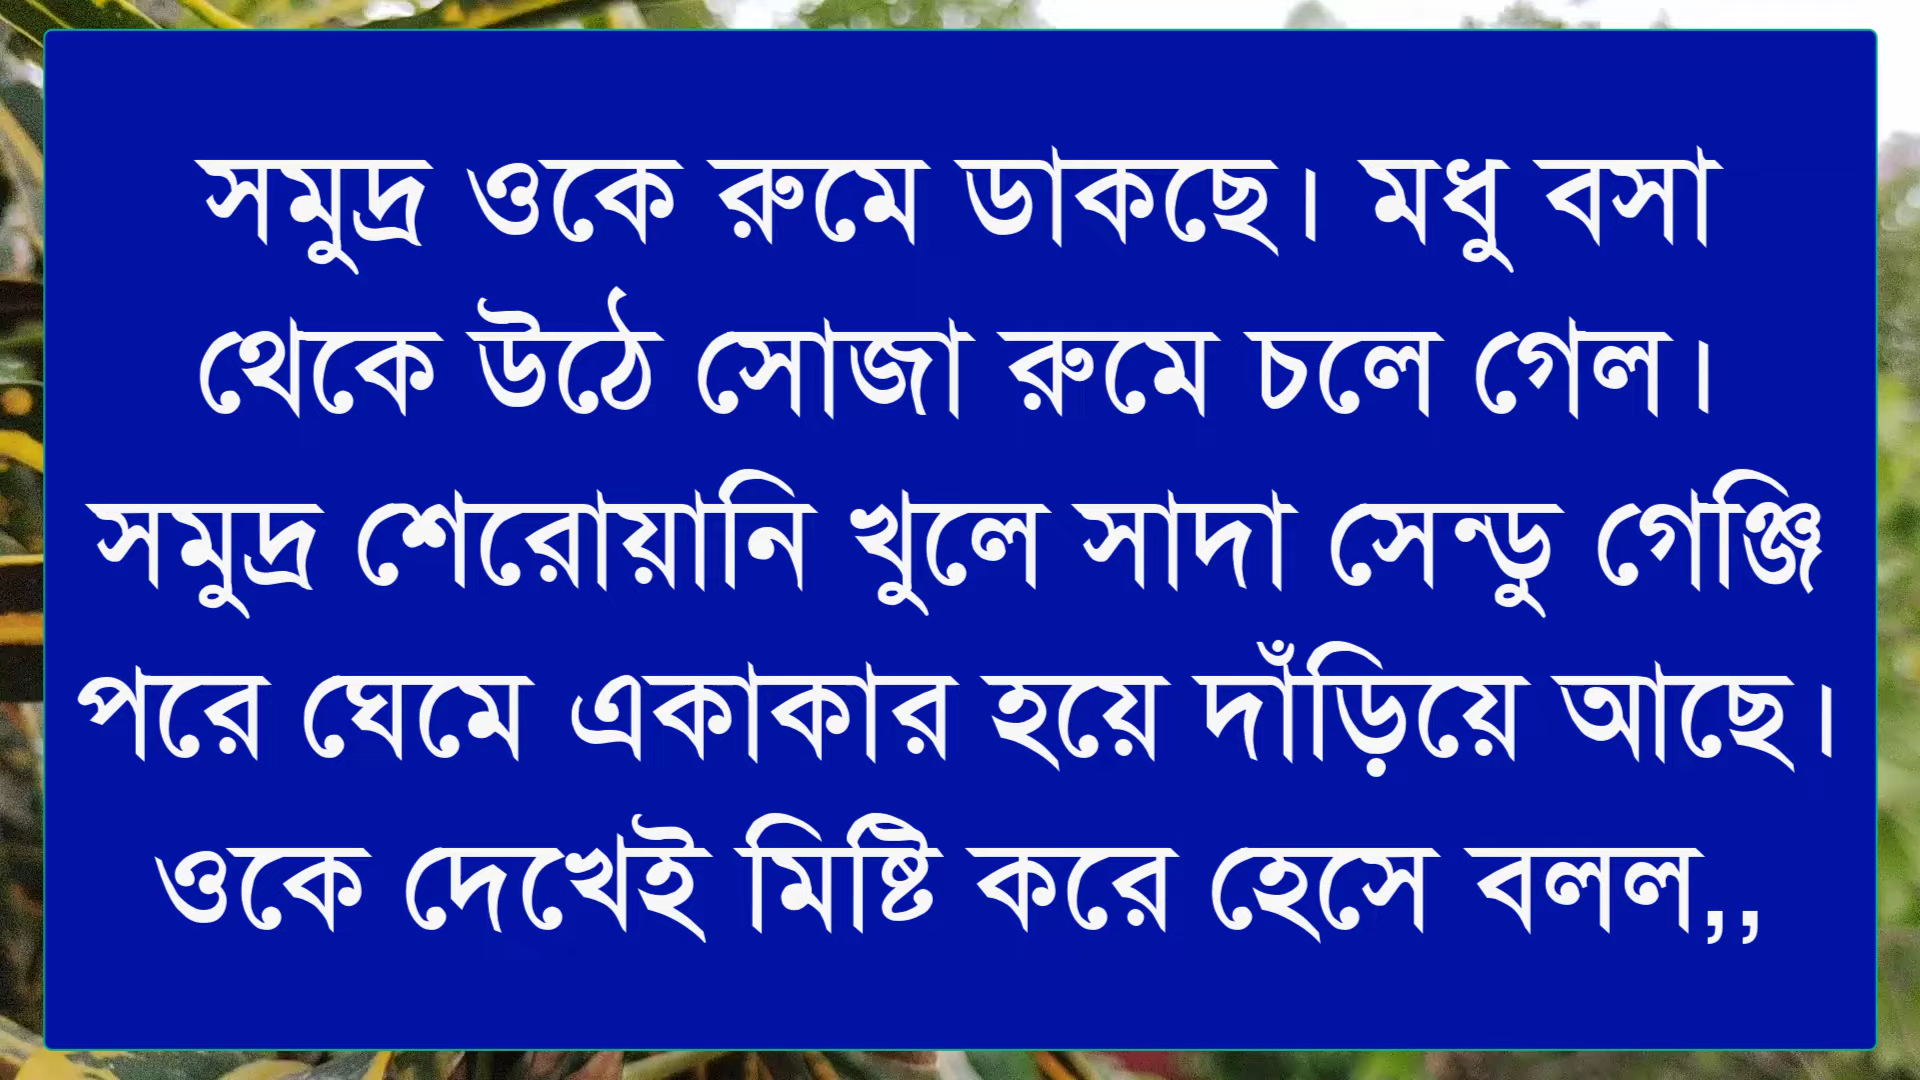 সমুদ্র ওকে রুমে ডাকছে। মধু বসা
থেকে উঠে সোজা রুমে চলে গেল।
সমুদ্র শেরোয়ানি খুলে সাদা সেন্ডু গেঞ্জি
পরে ঘেমে একাকার হয়ে দাঁড়িয়ে আছে।
ওকে দেখেই মিষ্টি করে হেসে বলল,,